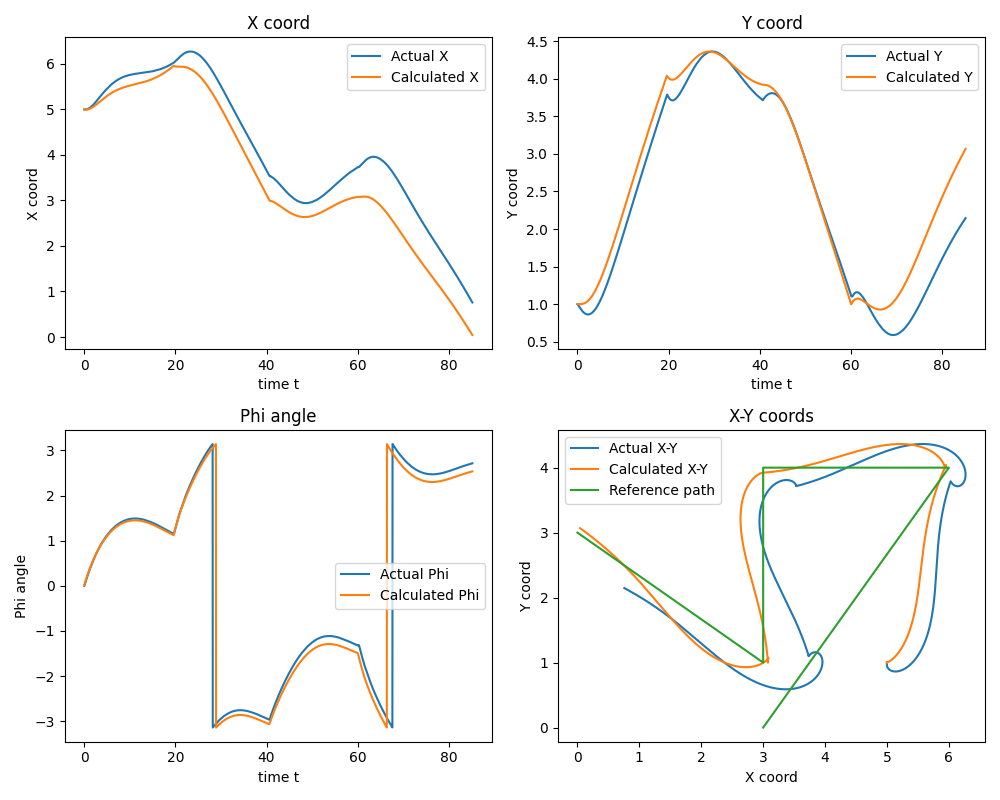 X coord
X coord
6
5
4
3
2
1
0
Actual X
Calculated X
0 20 40 60 80
time t
Y coord
Y coord
4.5
4.0
3.5
3.0
2.5
2.0
1.5
1.0
0.5
Actual Y
Calculated Y
0 20 40 60 80
time t
Phi angle
Phi angle
3
2
1
0
−1
−2
−3
Actual Phi
Calculated Phi
0 20 40 60 80
time t
X-Y coords
Y coord
4
3
2
1
0
Actual X-Y
Calculated X-Y
Reference path
0 1 2 3 4 5 6
X coord